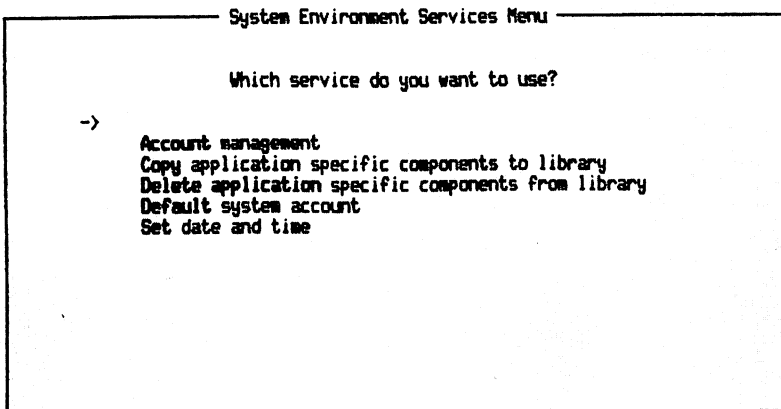 System Environment Services Menu
Which service do you want to use?
->
Account management
Copy application specific components to library
Delete application specific components from library
Default system account
Set date and time